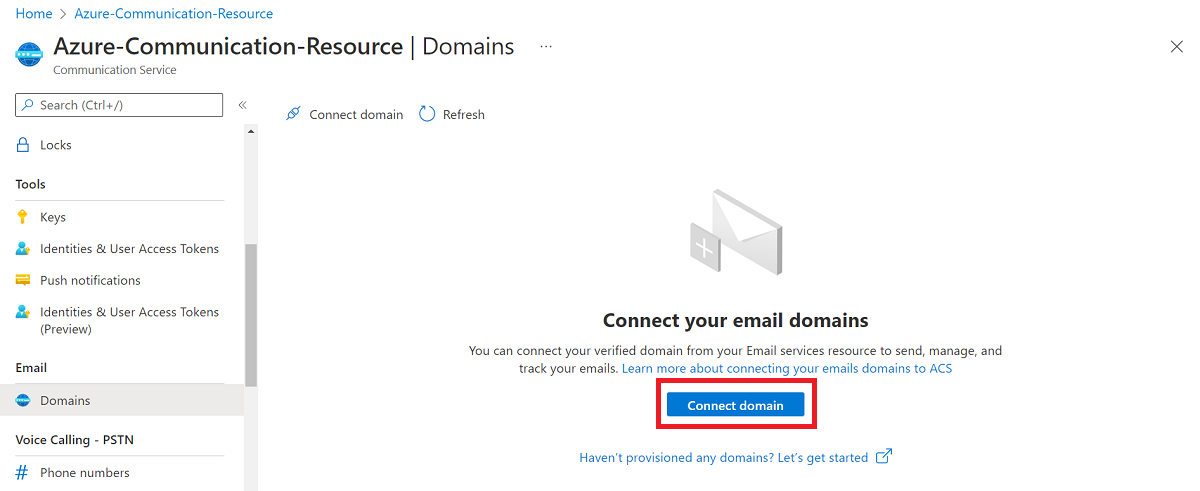 Home > Azure-Communication-Resource
Azure-Communication-Resource | Domains ...
Communication Service
Search (Ctrl+/)
«
Connect domain
Refresh
Locks
Tools
Keys
Identities & User Access Tokens
Push notifications
Identities & User Access Tokens
(Preview)
Email
Domains
Voice Calling - PSTN
# Phone numbers
Connect your email domains
You can connect your verified domain from your Email services resource to send, manage, and
track your emails. Learn more about connecting your emails domains to ACS
Connect domain
Haven't provisioned any domains? Let's get started